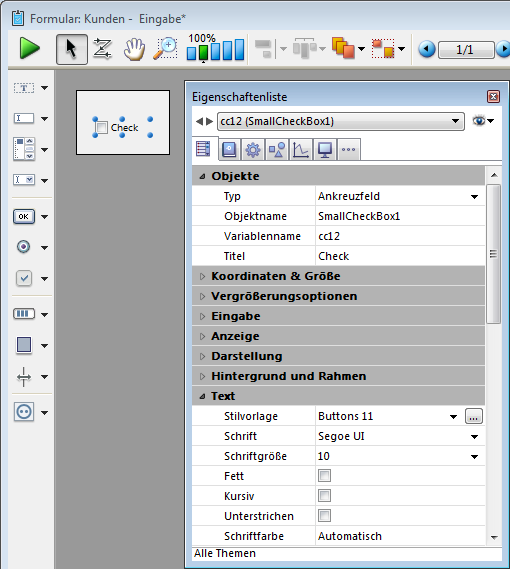 Formular: Kunden - Eingabe*
100%
1/1
Check
OK
Eigenschaftenliste
cc12 (SmallCheckBox1)
Objekte
Typ Ankreuzfeld
Objektname SmallCheckBox1
Variablenname cc12
Titel Check
Koordinaten & Größe
Vergrößerungsoptionen
Eingabe
Anzeige
Darstellung
Hintergrund und Rahmen
Text
Stilvorlage Buttons 11 ...
Schrift Segoe UI
Schriftgröße 10
Fett
Kursiv
Unterstrichen
Schriftfarbe Automatisch
Alle Themen